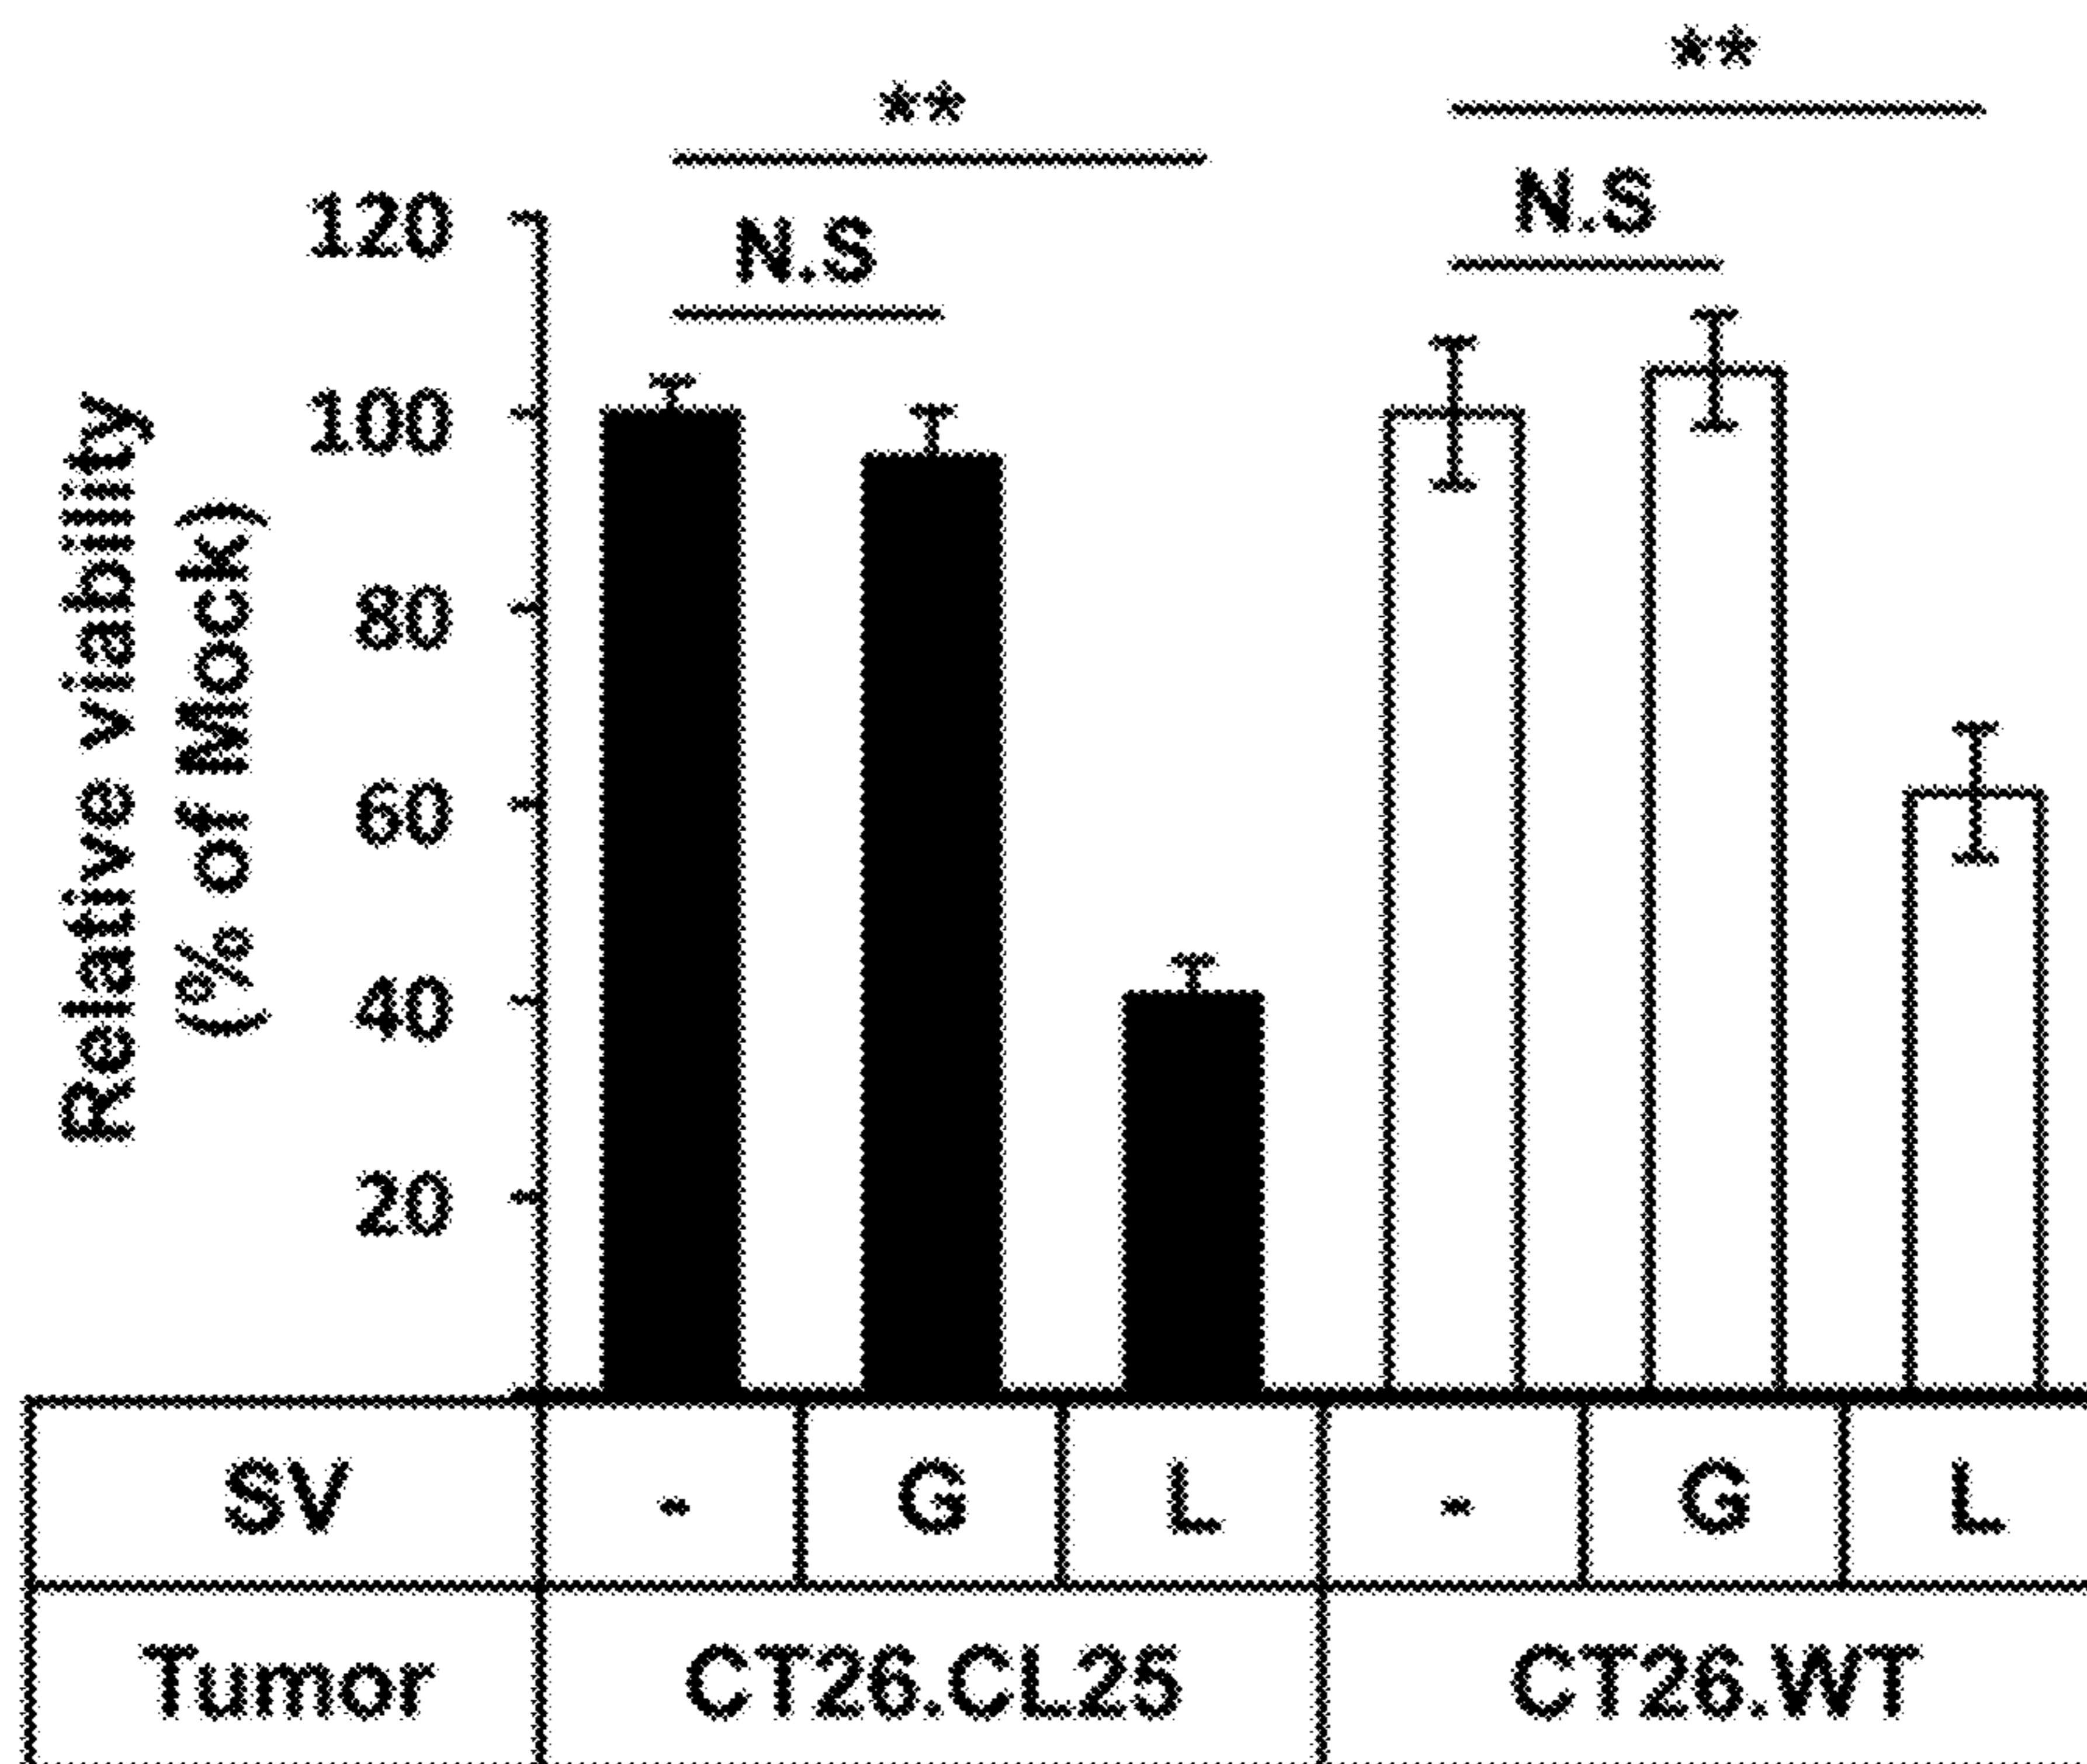 **
**
N.S
N.S
120
100
80
60
40
20
Relative viability
(% of Mock)
SV - G L - G L
Tumor CT26.CL25 CT26.WT